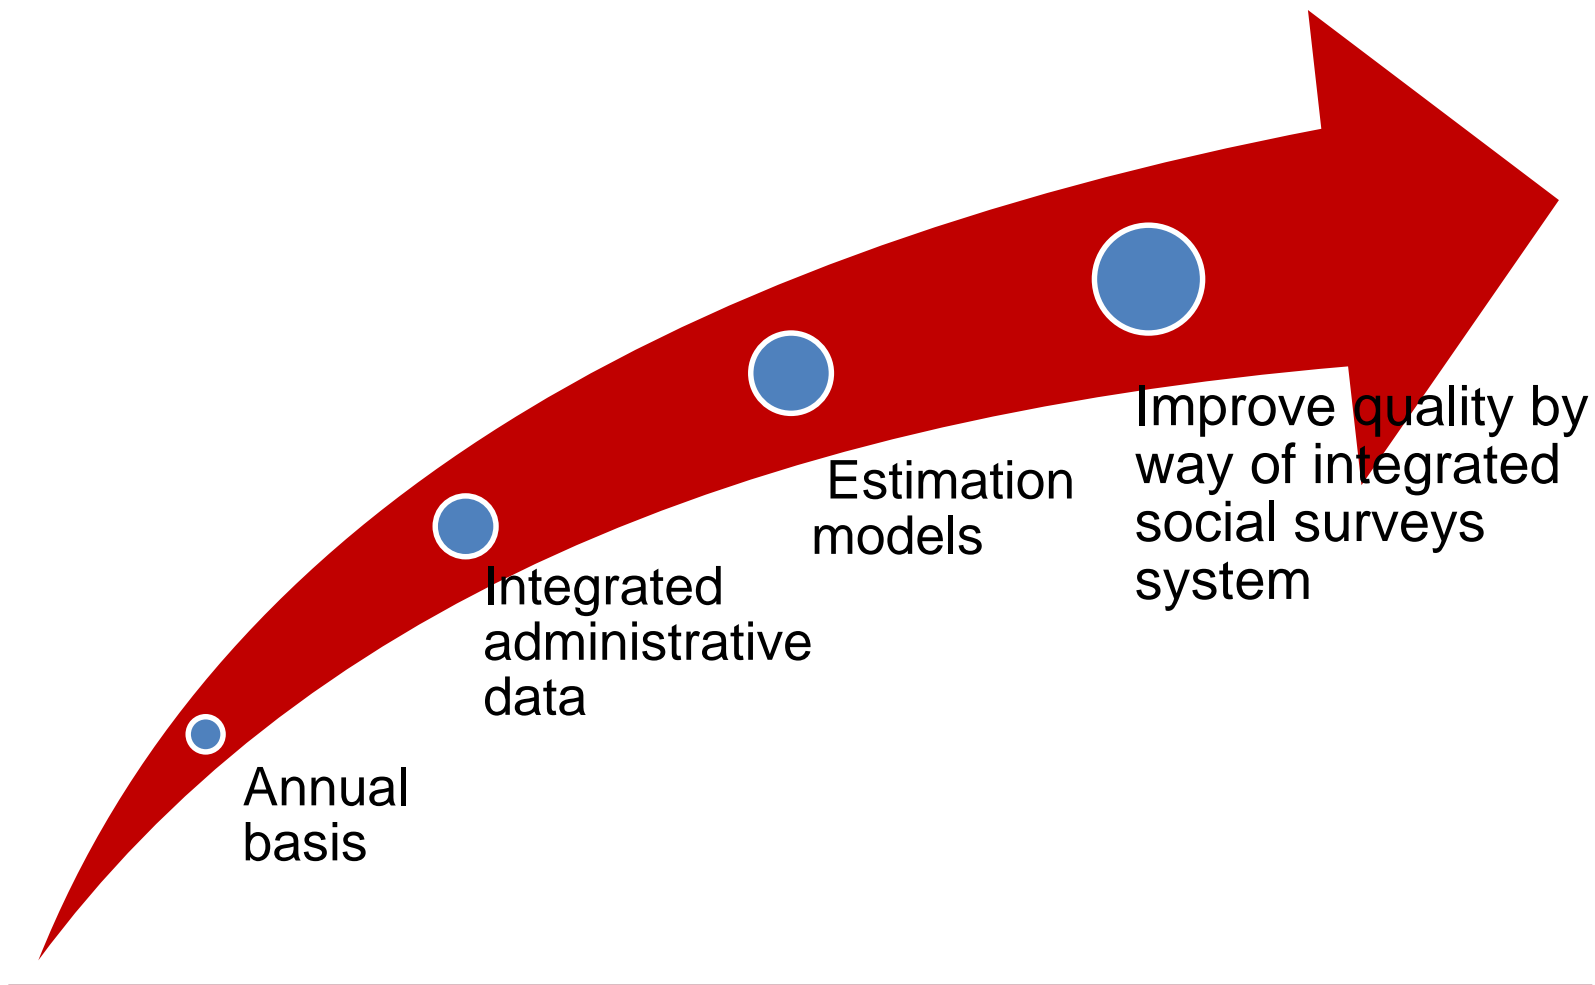 Annual
basis
Integrated
administrative
data
Estimation
models
Improve quality by
way of integrated
social surveys
system